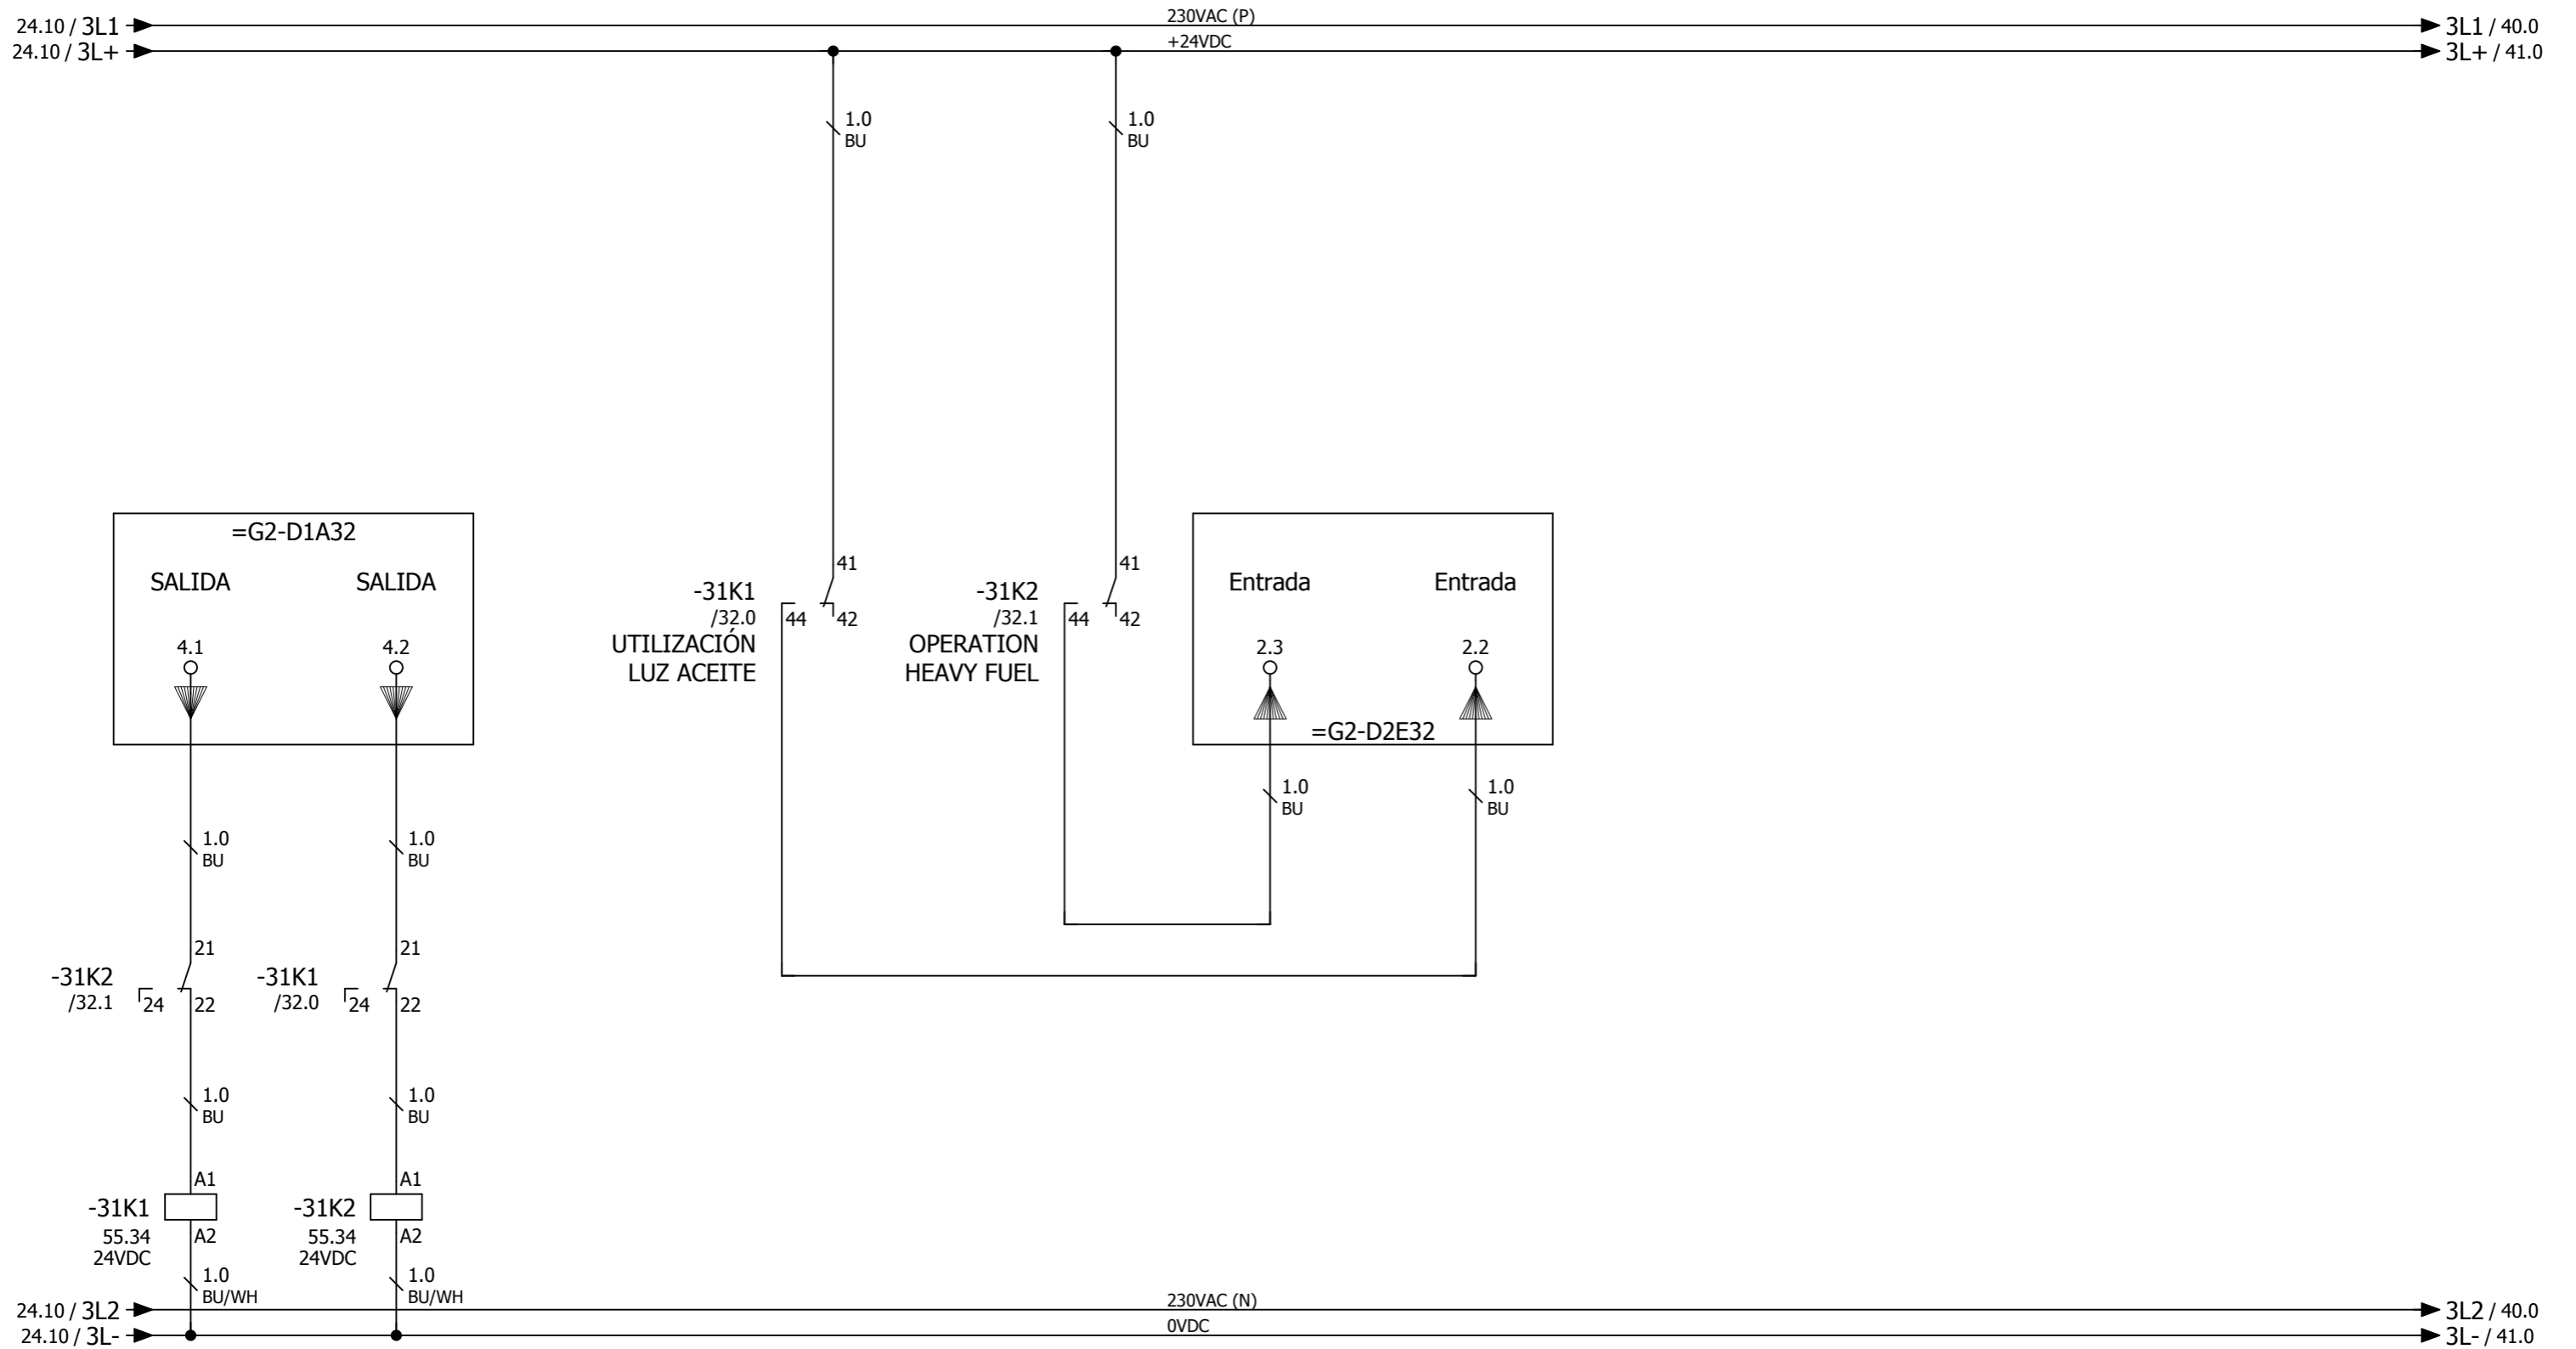 24.10 / 3L1
230VAC (P)
3L1 / 40.0
24.10 / 3L+
+24VDC
3L+ / 41.0
1.0
BU
1.0
BU
=G2-D1A32
SALIDA
SALIDA
4.1
4.2
41
-31K1
/32.0
44
42
UTILIZACIÓN
LUZ ACEITE
41
-31K2
/32.1
44
42
OPERATION
HEAVY FUEL
Entrada
Entrada
2.3
2.2
=G2-D2E32
1.0
BU
1.0
BU
1.0
BU
1.0
BU
21
-31K2
/32.1
24
22
21
-31K1
/32.0
24
22
1.0
BU
1.0
BU
A1
-31K1
55.34
24VDC
A2
A1
-31K2
55.34
24VDC
A2
1.0
BU/WH
1.0
BU/WH
24.10 / 3L2
230VAC (N)
3L2 / 40.0
24.10 / 3L-
0VDC
3L- / 41.0